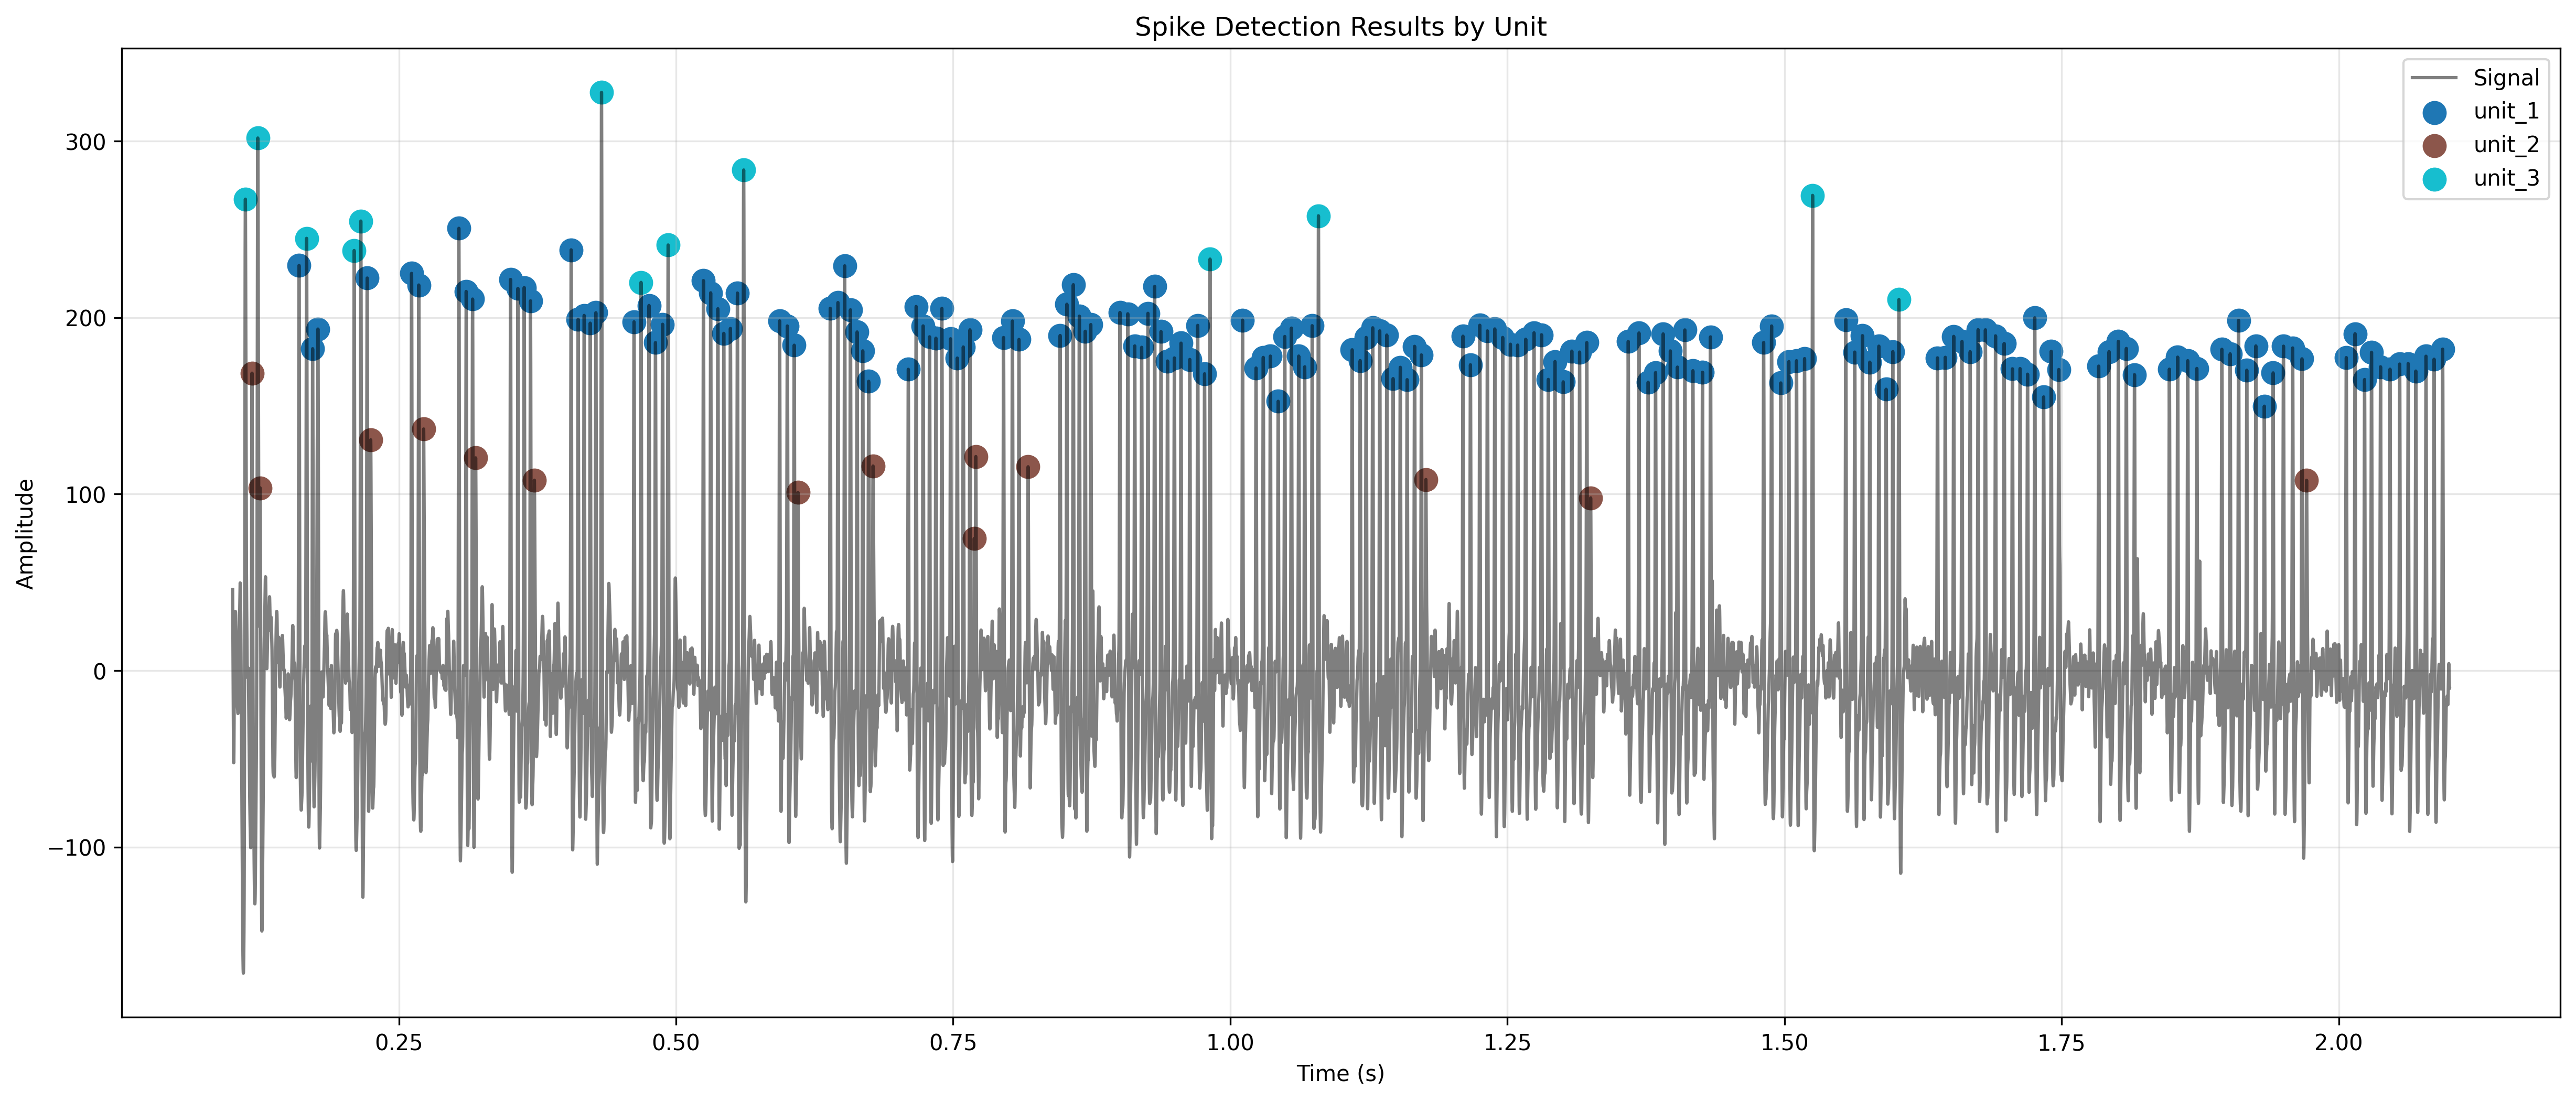 Spike Detection Results by Unit
Signal
unit_1
unit_2
unit_3
300
200
100
0
−100
Amplitude
0.25 0.50 0.75 1.00 1.25 1.50 1.75 2.00
Time (s)